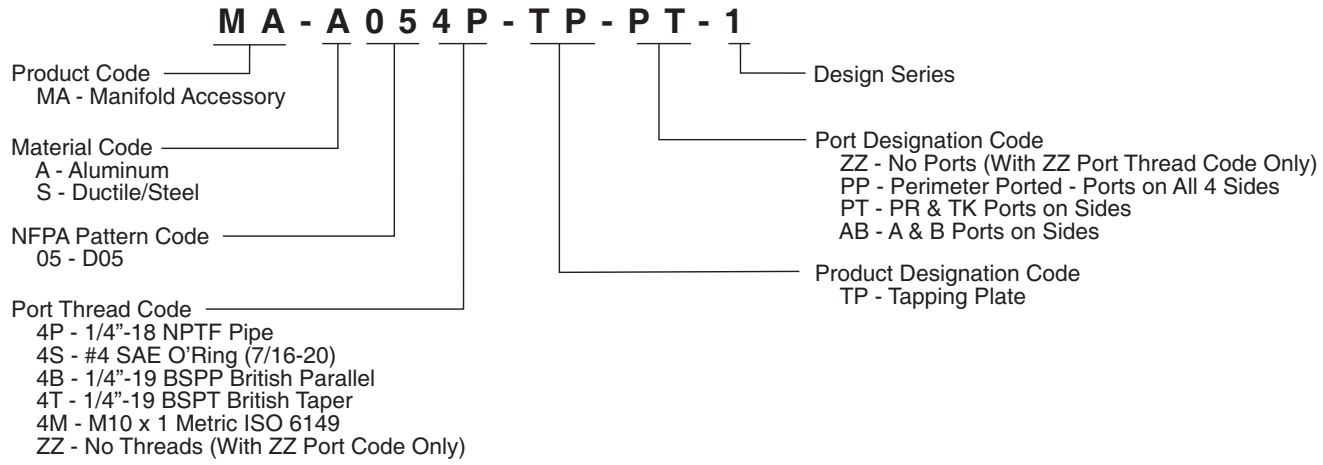 MA-A054P-TP-PT-1
Product Code
MA - Manifold Accessory
Material Code
A - Aluminum
S - Ductile/Steel
NFPA Pattern Code
05 - D05
Port Thread Code
4P - 1/4”-18 NPTF Pipe
4S - #4 SAE O’Ring (7/16-20)
4B - 1/4”-19 BSPP British Parallel
4T - 1/4”-19 BSPT British Taper
4M - M10 x 1 Metric ISO 6149
ZZ - No Threads (With ZZ Port Code Only)
Design Series
Port Designation Code
ZZ - No Ports (With ZZ Port Thread Code Only)
PP - Perimeter Ported - Ports on All 4 Sides
PT - PR & TK Ports on Sides
AB - A & B Ports on Sides
Product Designation Code
TP - Tapping Plate